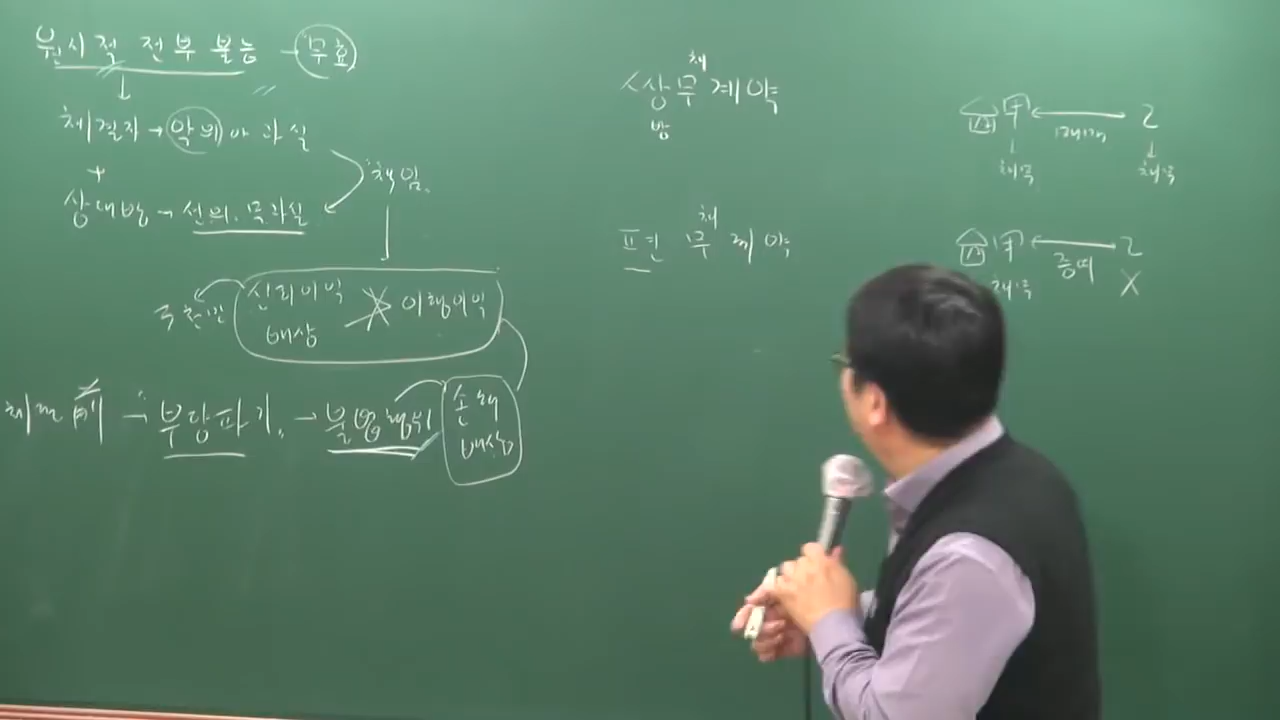 원시적 전부 불능 - 무효
↓
체결자 → 악의 or 과실
+
상대방 → 선의. 무과실
책임.
신뢰이익 이행이익
배상
체결 전 → 부당파기. → 불법행위
손해
배상
채
쌍무계약
방
甲 ↔ 乙
매매
채무
채무
채
편면 무 계약
甲 ↔ 乙
증여
채무
X